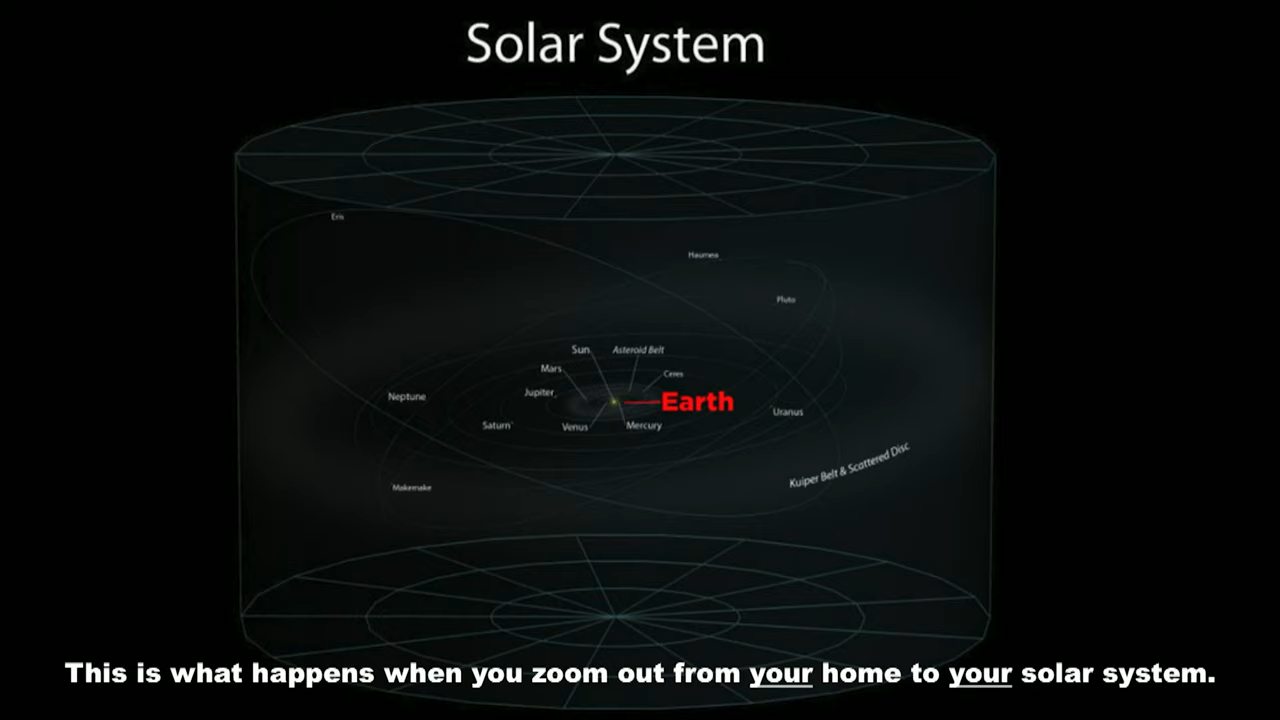 Solar System
Eris
Haumea
Pluto
Sun
Asteroid Belt
Mars
Ceres
Jupiter
Neptune
Earth
Uranus
Saturn
Venus
Mercury
Kuiper Belt & Scattered Disc
Makemake
This is what happens when you zoom out from your home to your solar system.